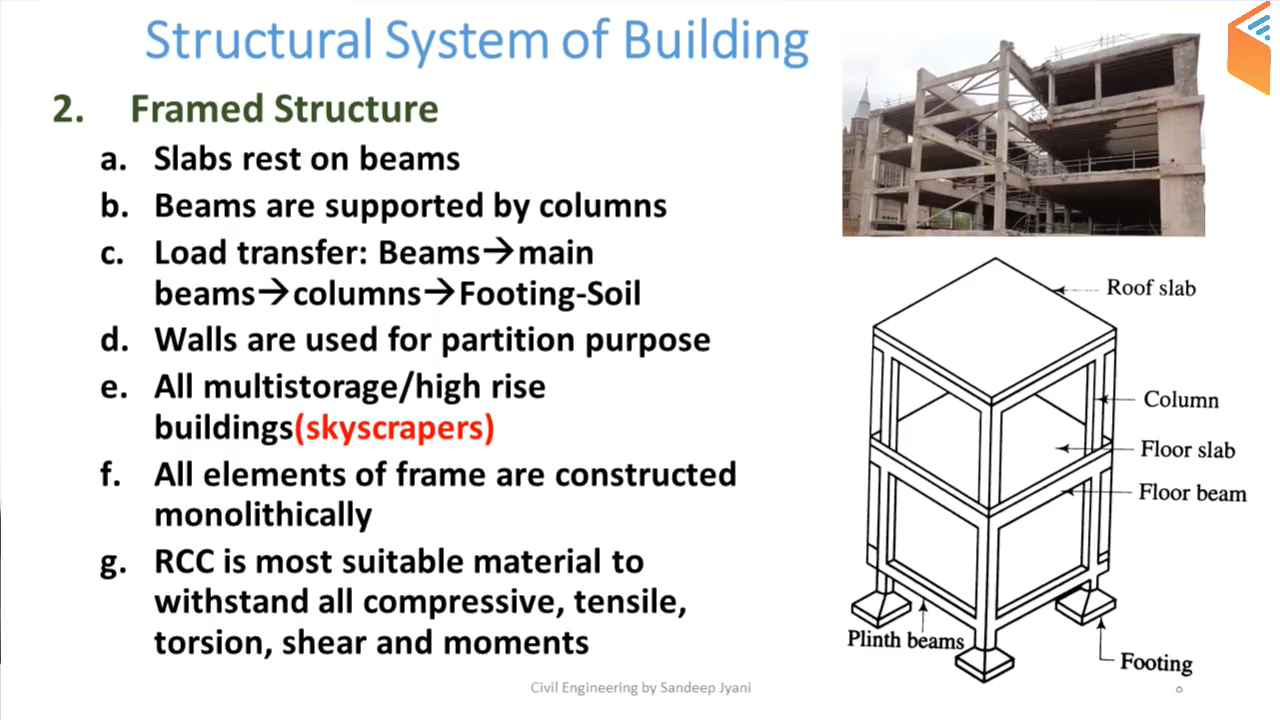 Structural System of Building
2. Framed Structure
a. Slabs rest on beams
b. Beams are supported by columns
c. Load transfer: Beams→main
beams→columns→Footing-Soil
d. Walls are used for partition purpose
e. All multistorage/high rise
buildings(skyscrapers)
f. All elements of frame are constructed
monolithically
g. RCC is most suitable material to
withstand all compressive, tensile,
torsion, shear and moments
Roof slab
Column
Floor slab
Floor beam
Plinth beams
Footing
Civil Engineering by Sandeep Jyani